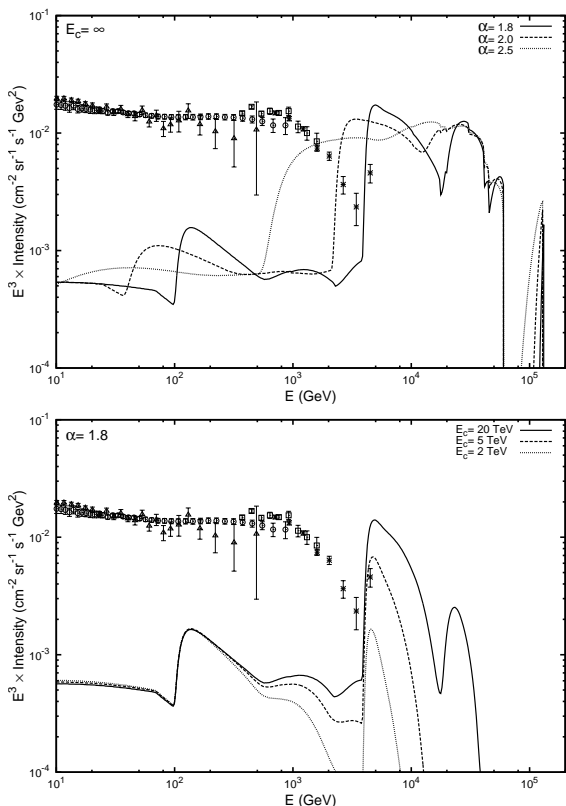 10^-1
E_c= ∞
α= 1.8
α= 2.0
α= 2.5
10^-2
10^-3
10^-4
E^3 × Intensity (cm^-2 sr^-1 s^-1 GeV^2)
10^1 10^2 10^3 10^4 10^5
E (GeV)
10^-1
α= 1.8
E_c= 20 TeV
E_c= 5 TeV
E_c= 2 TeV
10^-2
10^-3
10^-4
E^3 × Intensity (cm^-2 sr^-1 s^-1 GeV^2)
10^1 10^2 10^3 10^4 10^5
E (GeV)